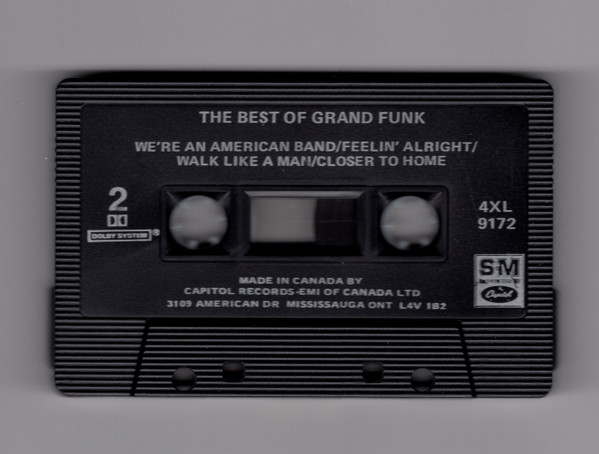 THE BEST OF GRAND FUNK
WE'RE AN AMERICAN BAND/FEELIN' ALRIGHT/
WALK LIKE A MAN/CLOSER TO HOME
2
DOLBY SYSTEM®
4XL
9172
MADE IN CANADA BY
CAPITOL RECORDS-EMI OF CANADA LTD
3109 AMERICAN DR MISSISSAUGA ONT L4V 1B2
SM
by
Capitol